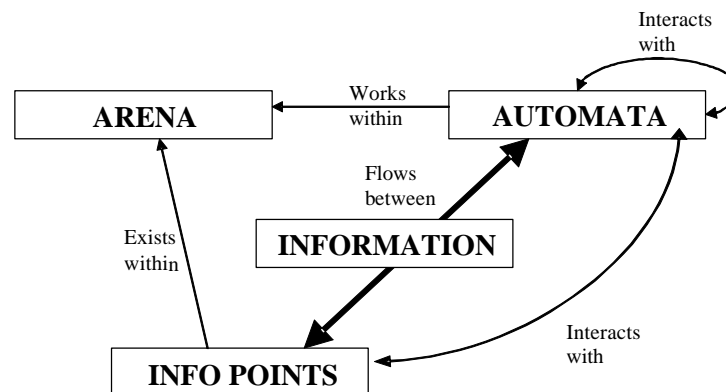 Interacts
with
Works
within
ARENA
AUTOMATA
Flows
between
INFORMATION
Exists
within
Interacts
with
INFO POINTS